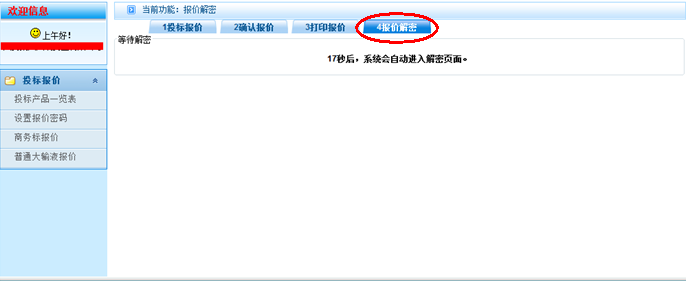 欢迎信息
上午好！
投标报价
投标产品一览表
设置报价密码
商务标报价
普通大输液报价
当前功能：报价解密
1投标报价 2确认报价 3打印报价 4报价解密
等待解密
17秒后，系统会自动进入解密页面。